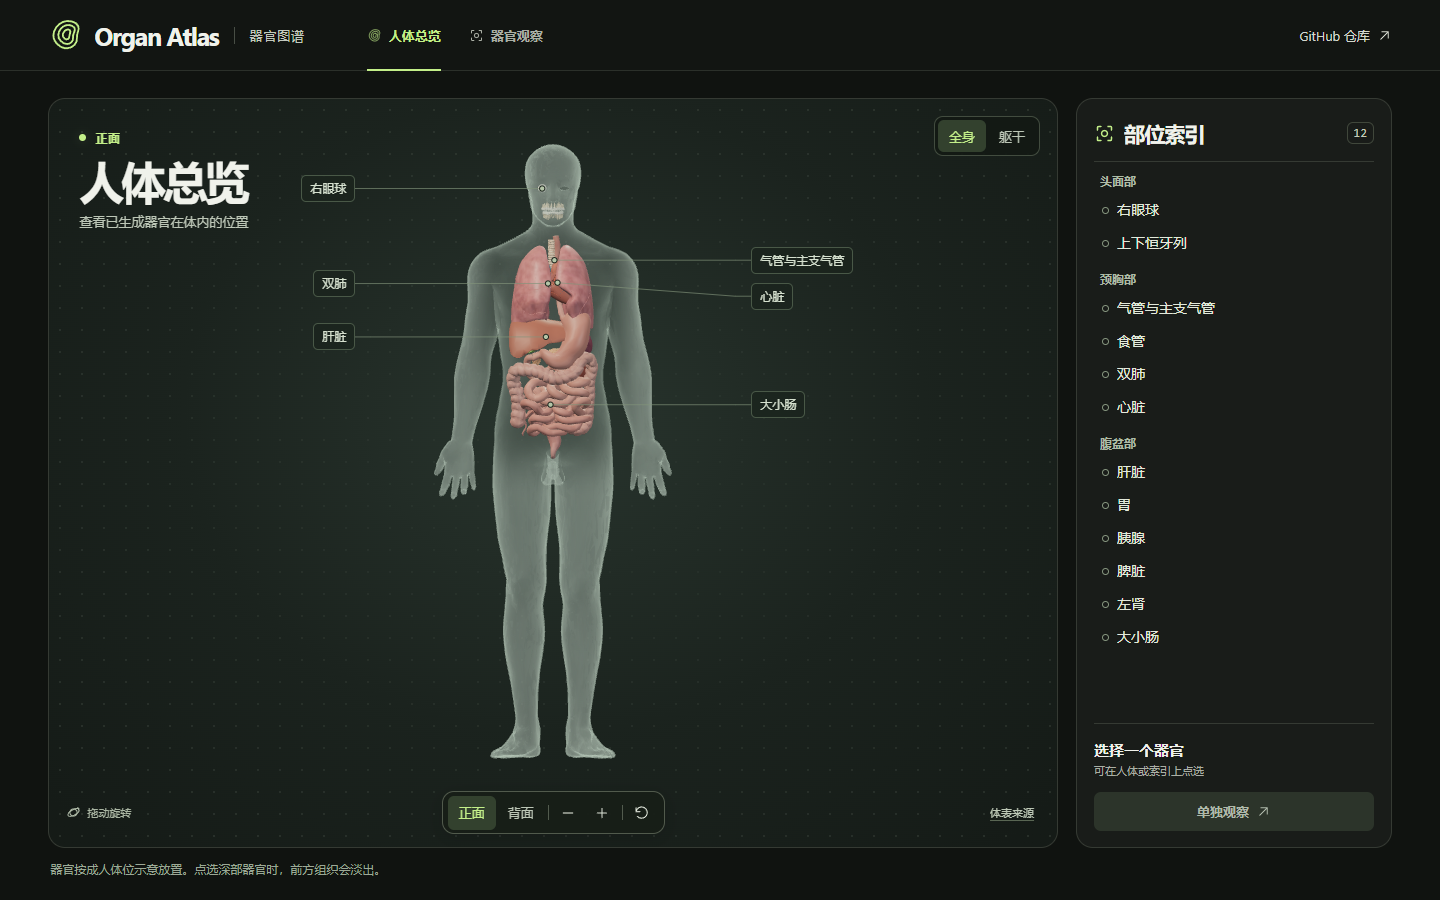 Organ Atlas
器官图谱
人体总览
器官观察
GitHub 仓库
正面
人体总览
查看已生成器官在体内的位置
全身
躯干
右眼球
气管与主支气管
双肺
心脏
肝脏
大小肠
拖动旋转
正面
背面
体表来源
部位索引
12
头面部
右眼球
上下恒牙列
颈胸部
气管与主支气管
食管
双肺
心脏
腹盆部
肝脏
胃
胰腺
脾脏
左肾
大小肠
选择一个器官
可在人体或索引上点选
单独观察
器官按成人体位示意放置。点选深部器官时，前方组织会淡出。